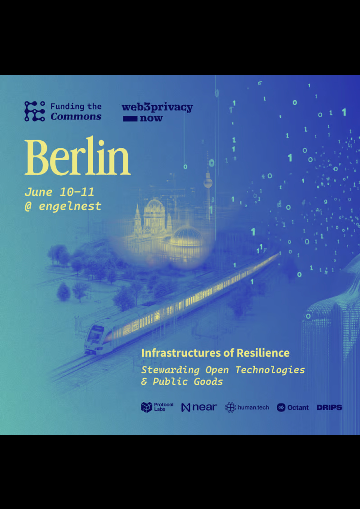 Funding the
Commons
web3privacy
now
Berlin
June 10–11
@ engelnest
Infrastructures of Resilience
Stewarding Open Technologies
& Public Goods
Protocol
Labs
near
human.tech
Octant
DRIPS